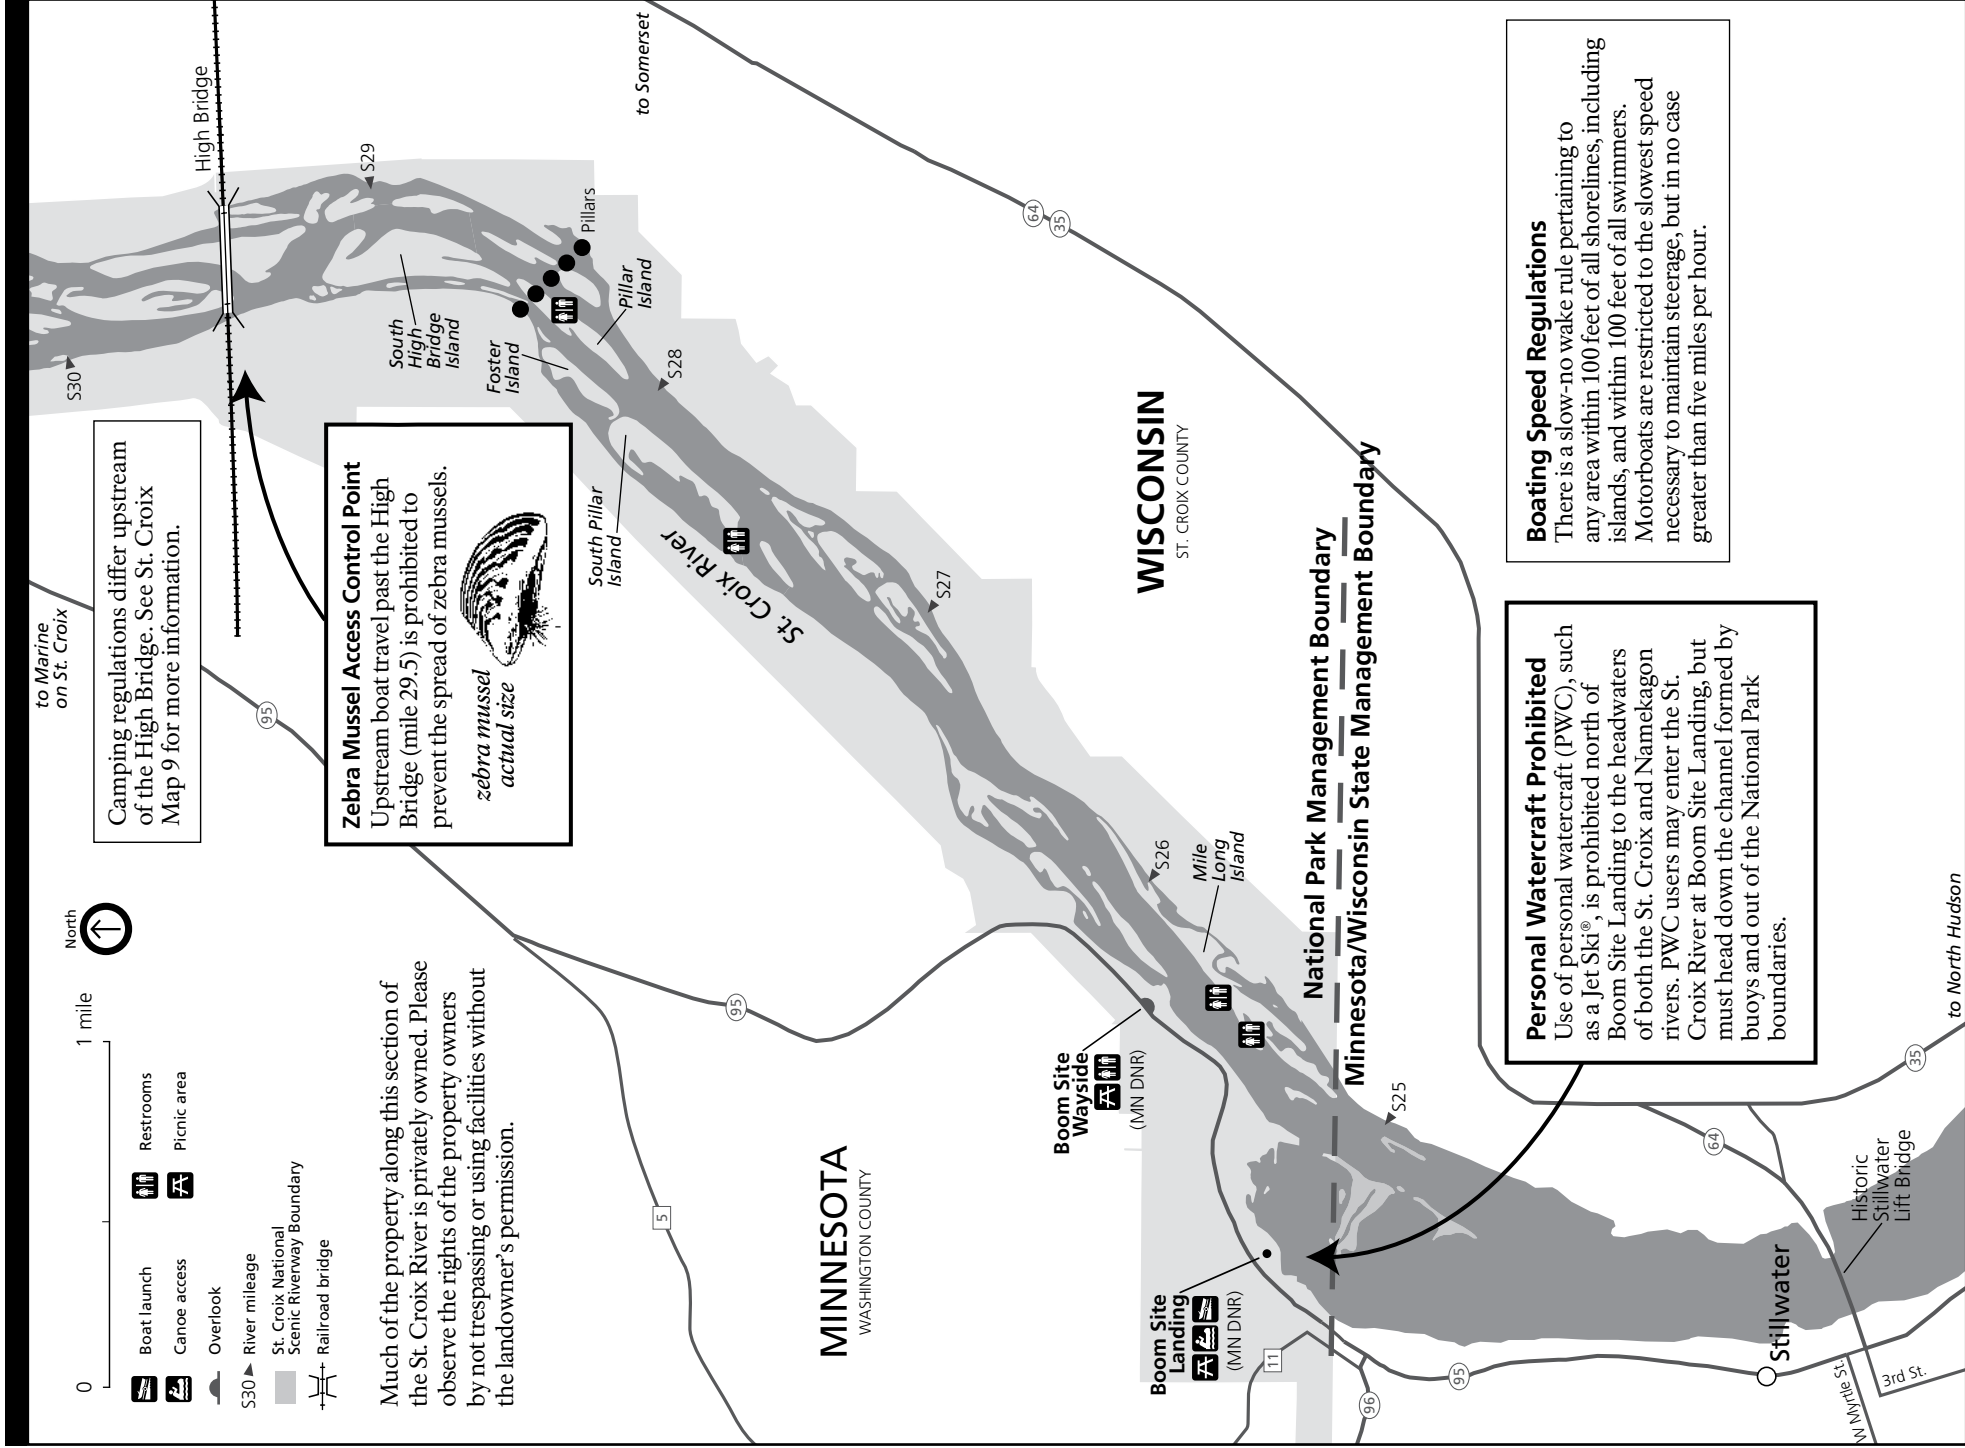 0
1 mile
North
Boat launch
Restrooms
Canoe access
Picnic area
Overlook
S30
River mileage
St. Croix National
Scenic Riverway Boundary
Railroad bridge
Much of the property along this section of
the St. Croix River is privately owned. Please
observe the rights of the property owners
by not trespassing or using facilities without
the landowner's permission.
to Marine
on St. Croix
Camping regulations differ upstream
of the High Bridge. See St. Croix
Map 9 for more information.
S30
High Bridge
95
Zebra Mussel Access Control Point
Upstream boat travel past the High
Bridge (mile 29.5) is prohibited to
prevent the spread of zebra mussels.
zebra mussel
actual size
S29
South
High
Bridge
Island
Foster
Island
Pillars
Pillar
Island
to Somerset
S28
South Pillar
Island
St. Croix River
5
95
MINNESOTA
WASHINGTON COUNTY
S27
64
35
WISCONSIN
ST. CROIX COUNTY
S26
Mile
Long
Island
Boom Site
Wayside
(MN DNR)
Boom Site
Landing
(MN DNR)
11
National Park Management Boundary
Minnesota/Wisconsin State Management Boundary
96
S25
95
Boating Speed Regulations
There is a slow-no wake rule pertaining to
any area within 100 feet of all shorelines, including
islands, and within 100 feet of all swimmers.
Motorboats are restricted to the slowest speed
necessary to maintain steerage, but in no case
greater than five miles per hour.
Personal Watercraft Prohibited
Use of personal watercraft (PWC), such
as a Jet Ski®, is prohibited north of
Boom Site Landing to the headwaters
of both the St. Croix and Namekagon
rivers. PWC users may enter the St.
Croix River at Boom Site Landing, but
must head down the channel formed by
buoys and out of the National Park
boundaries.
64
Stillwater
Historic
Stillwater
Lift Bridge
35
W Myrtle St.
3rd St.
to North Hudson